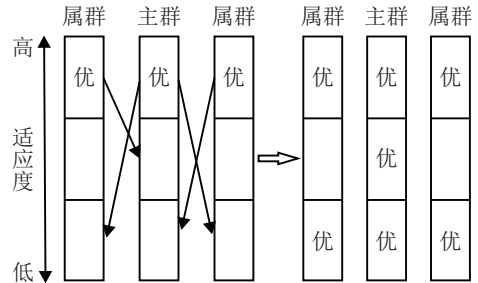 属群 主群 属群 属群 主群 属群
高
优 优 优 优 优 优
适应度
优
优 优 优
低